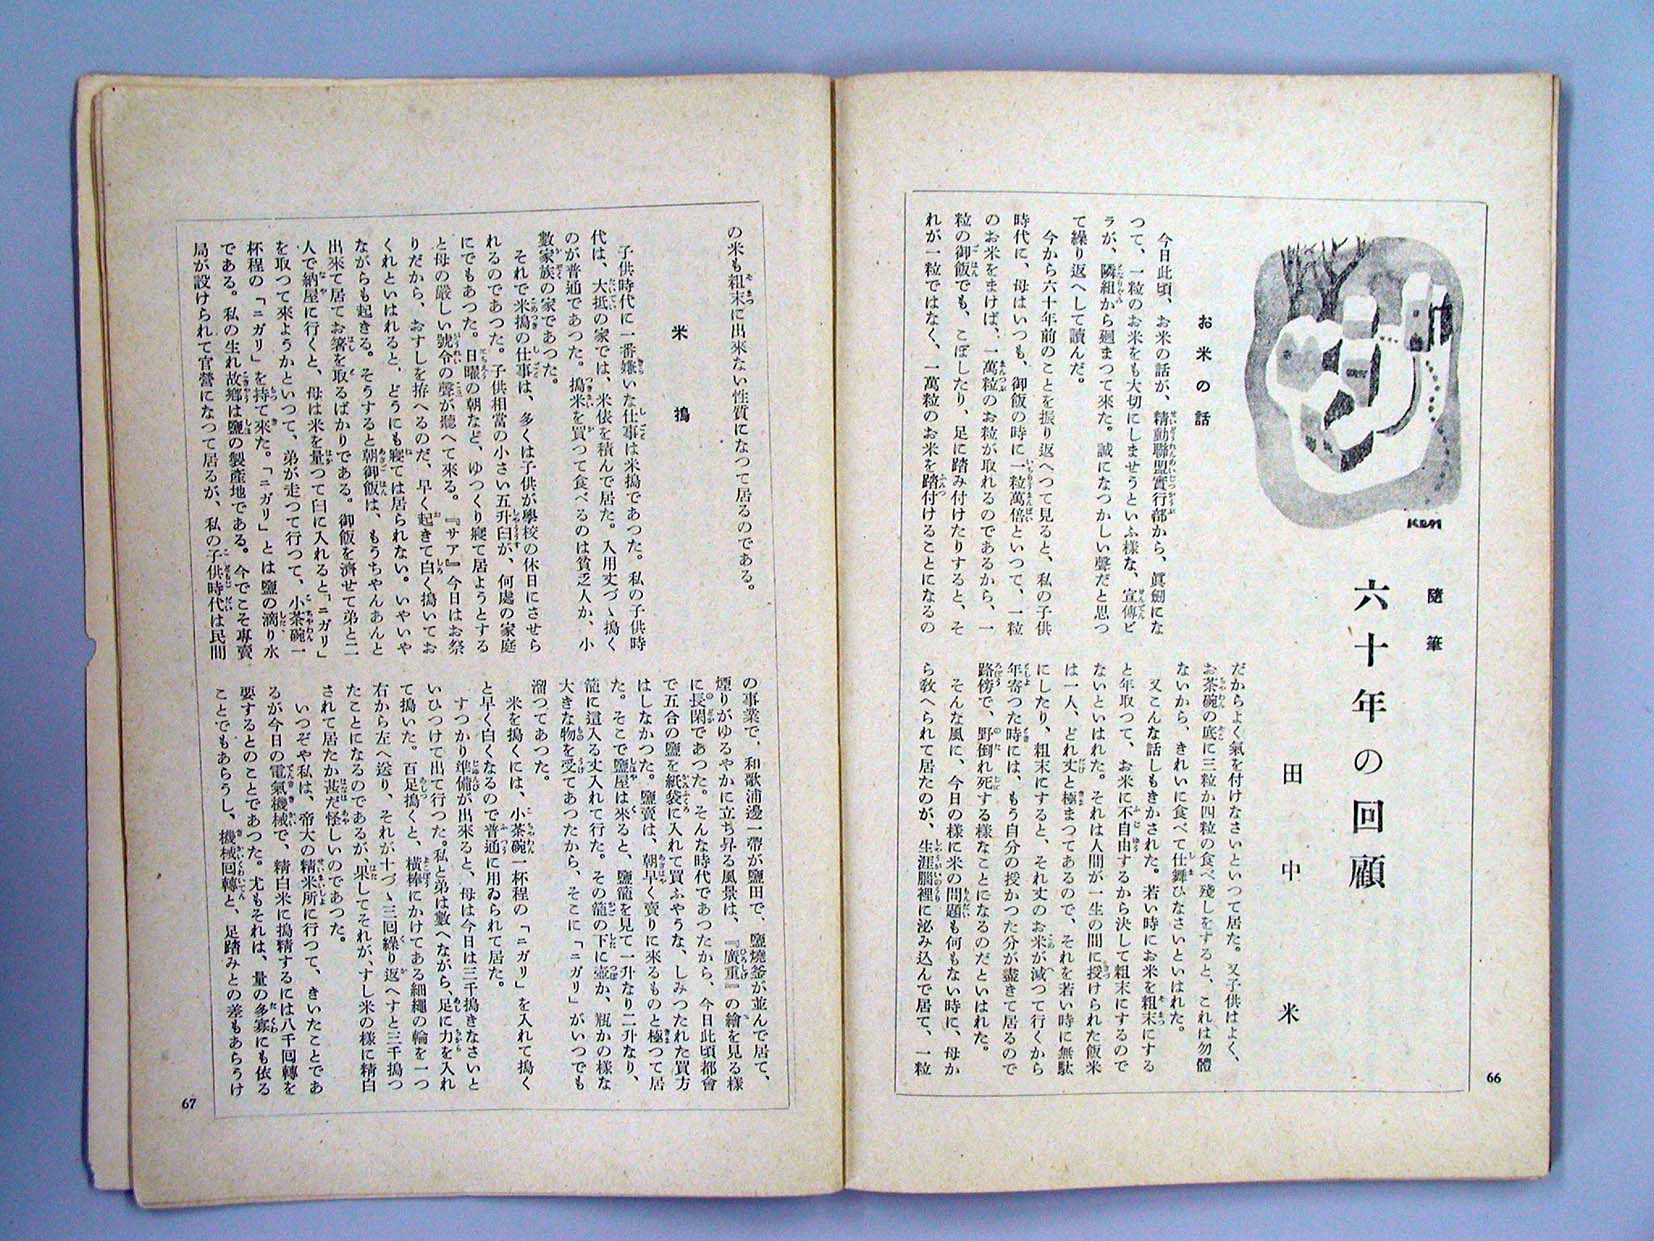 隨筆
六十年の回顧
田中米
KON
お米の話
今日此頃、お米の話が、精動聯盟實行部から、眞劒にな
つて、一粒のお米をも大切にしませうといふ様な、宣傳ビ
ラが、隣組から廻まつて來た。誠になつかしい聲だと思つ
て繰り返へして讀んだ。
今から六十年前のことを振り返へつて見ると、私の子供
時代に、母はいつも、御飯の時に一粒萬倍といつて、一粒
のお米をまけば、一萬粒のお粒が取れるのであるから、一
粒の御飯でも、こぼしたり、足に踏み付けたりすると、そ
れが一粒ではなく、一萬粒のお米を踏付けることになるの
だからよく氣を付けなさいといつて居た。又子供はよく、
お茶碗の底に三粒か四粒の食べ殘しをすると、これは勿體
ないから、きれいに食べて仕舞ひなさいといはれた。
又こんな話しもきかされた。若い時にお米を粗末にする
と年取つて、お米に不自由するから決して粗末にするので
ないといはれた。それは人間が一生の間に授けられた飯米
は一人、どれ丈と極まつてあるので、それを若い時に無駄
にしたり、粗末にすると、それ丈のお米が減つて行くから
年寄つた時には、もう自分の授かつた分が盡きて居るので
路傍で、野倒れ死する様なことになるのだといはれた。
そんな風に、今日の様に米の問題も何もない時に、母か
ら敎へられて居たのが、生涯腦裡に泌み込んで居て、一粒
66
の米も粗末に出來ない性質になつて居るのである。
米搗
子供時代に一番嫌いな仕事は米搗であつた。私の子供時
代は、大抵の家では、米俵を積んで居た。入用丈づゝ搗く
のが普通であつた。搗米を買つて食べるのは貧乏人か、小
數家族の家であつた。
それで米搗の仕事は、多くは子供が學校の休日にさせら
れるのであつた。子供相當の小さい五升臼が、何處の家庭
にでもあつた。日曜の朝など、ゆつくり寢て居ようとする
と母の嚴しい號令の聲が聽へて來る。『サア』今日はお祭
りだから、おすしを拵へるのだ、早く起きて白く搗いてお
くれといはれると、どうにも寢ては居られない。いやいや
ながらも起きる。そうすると朝御飯は、もうちやんあんと
出來て居てお箸を取るばかりである。御飯を濟せて弟と二
人で納屋に行くと、母は米を量つて臼に入れると「ニガリ」
を取つて來ようかといつて、弟が走つて行つて、小茶碗一
杯程の「ニガリ」を持て來た。「ニガリ」とは鹽の滴り水
である。私の生れ故鄕は鹽の製産地である。今でこそ專賣
局が設けられて官營になつて居るが、私の子供時代は民間
の事業で、和歌浦邊一帶が鹽田で、鹽燒釜が並んで居て、
煙りがゆるやかに立ち昇る風景は、『廣重』の繪を見る樣
に長閑であつた。そんな時代であつたから、今日此頃都會
で五合の鹽を紙袋に入れて買ふやうな、しみつたれた買方
はしなかつた。鹽賣は、朝早く賣りに來るものと極つて居
た。そこで鹽屋は來ると、鹽籠を見て一升なり二升なり、
籠に這入る丈入れて行た。その籠の下に壺か、瓶かの樣な
大きな物を受てあつたから、そこに「ニガリ」がいつでも
溜つてあつた。
米を搗くには、小茶碗一杯程の「ニガリ」を入れて搗く
と早く白くなるので普通に用ゐられて居た。
すつかり準備が出來ると、母は今日は三千搗きなさいと
いひつけて出て行つた。私と弟は數へながら、足に力を入れ
て搗いた。百足搗くと、橫棒にかけてある細繩の輪を一つ
右から左へ送り、それが十づゝ三回繰り返へすと三千搗つ
たことになるのであるが、果してそれが、すし米の樣に精白
されて居たか甚だ怪しいのであつた。
いつぞや私は、帝大の精米所に行つて、きいたことであ
るが今日の電氣機械で、精白米に搗精するには八千回轉を
要するとのことであつた。尤もそれは、量の多寡にも依る
ことでもあらうし、機械回轉と、足踏みとの差もあらうけ
67